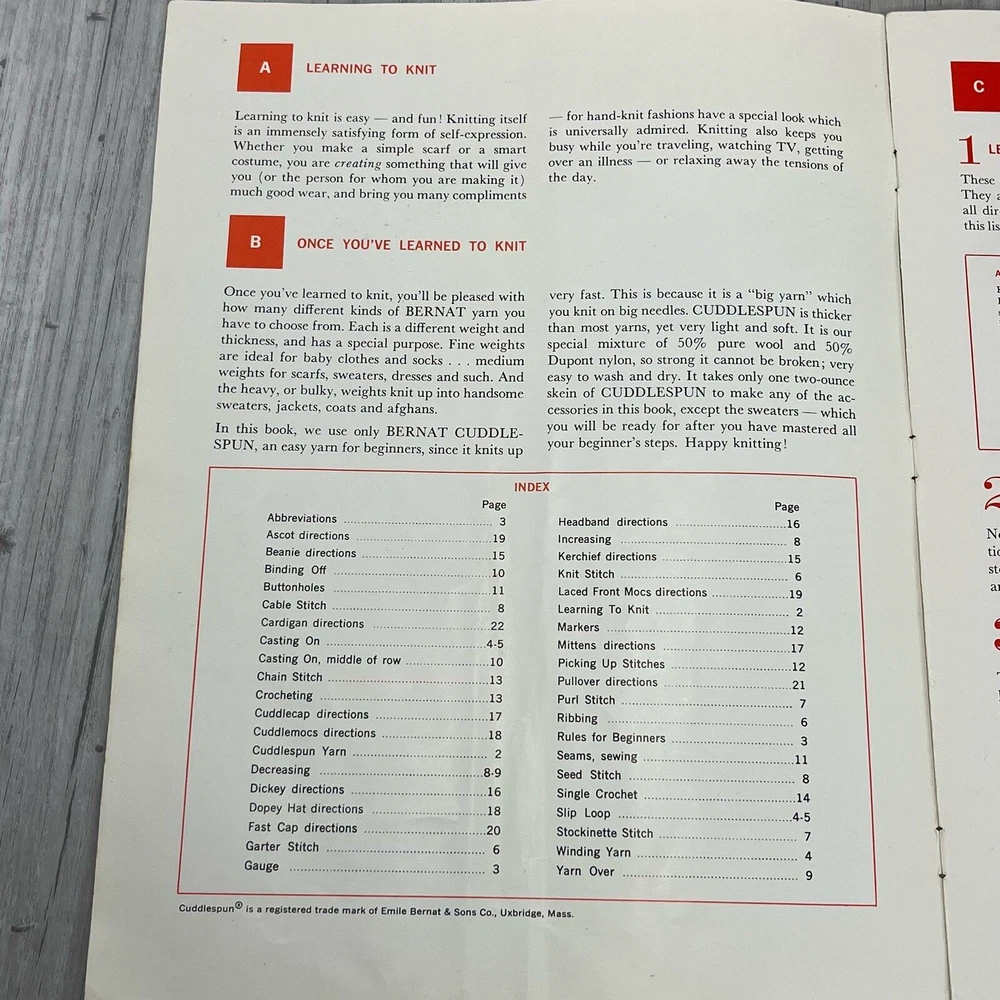 A LEARNING TO KNIT
Learning to knit is easy — and fun! Knitting itself
is an immensely satisfying form of self-expression.
Whether you make a simple scarf or a smart
costume, you are creating something that will give
you (or the person for whom you are making it)
much good wear, and bring you many compliments
— for hand-knit fashions have a special look which
is universally admired. Knitting also keeps you
busy while you're traveling, watching TV, getting
over an illness — or relaxing away the tensions of
the day.
B ONCE YOU'VE LEARNED TO KNIT
Once you've learned to knit, you'll be pleased with
how many different kinds of BERNAT yarn you
have to choose from. Each is a different weight and
thickness, and has a special purpose. Fine weights
are ideal for baby clothes and socks . . . medium
weights for scarfs, sweaters, dresses and such. And
the heavy, or bulky, weights knit up into handsome
sweaters, jackets, coats and afghans.
In this book, we use only BERNAT CUDDLE-
SPUN, an easy yarn for beginners, since it knits up
very fast. This is because it is a "big yarn" which
you knit on big needles. CUDDLESPUN is thicker
than most yarns, yet very light and soft. It is our
special mixture of 50% pure wool and 50%
Dupont nylon, so strong it cannot be broken; very
easy to wash and dry. It takes only one two-ounce
skein of CUDDLESPUN to make any of the ac-
cessories in this book, except the sweaters — which
you will be ready for after you have mastered all
your beginner's steps. Happy knitting!
INDEX
Page
Abbreviations 3
Ascot directions 19
Beanie directions 15
Binding Off 10
Buttonholes 11
Cable Stitch 8
Cardigan directions 22
Casting On 4-5
Casting On, middle of row 10
Chain Stitch 13
Crocheting 13
Cuddlecap directions 17
Cuddlemocs directions 18
Cuddlespun Yarn 2
Decreasing 8-9
Dickey directions 16
Dopey Hat directions 18
Fast Cap directions 20
Garter Stitch 6
Gauge 3
Page
Headband directions 16
Increasing 8
Kerchief directions 15
Knit Stitch 6
Laced Front Mocs directions 19
Learning To Knit 2
Markers 12
Mittens directions 17
Picking Up Stitches 12
Pullover directions 21
Purl Stitch 7
Ribbing 6
Rules for Beginners 3
Seams, sewing 11
Seed Stitch 8
Single Crochet 14
Slip Loop 4-5
Stockinette Stitch 7
Winding Yarn 4
Yarn Over 9
Cuddlespun® is a registered trade mark of Emile Bernat & Sons Co., Uxbridge, Mass.
C
1
These
They
all
this